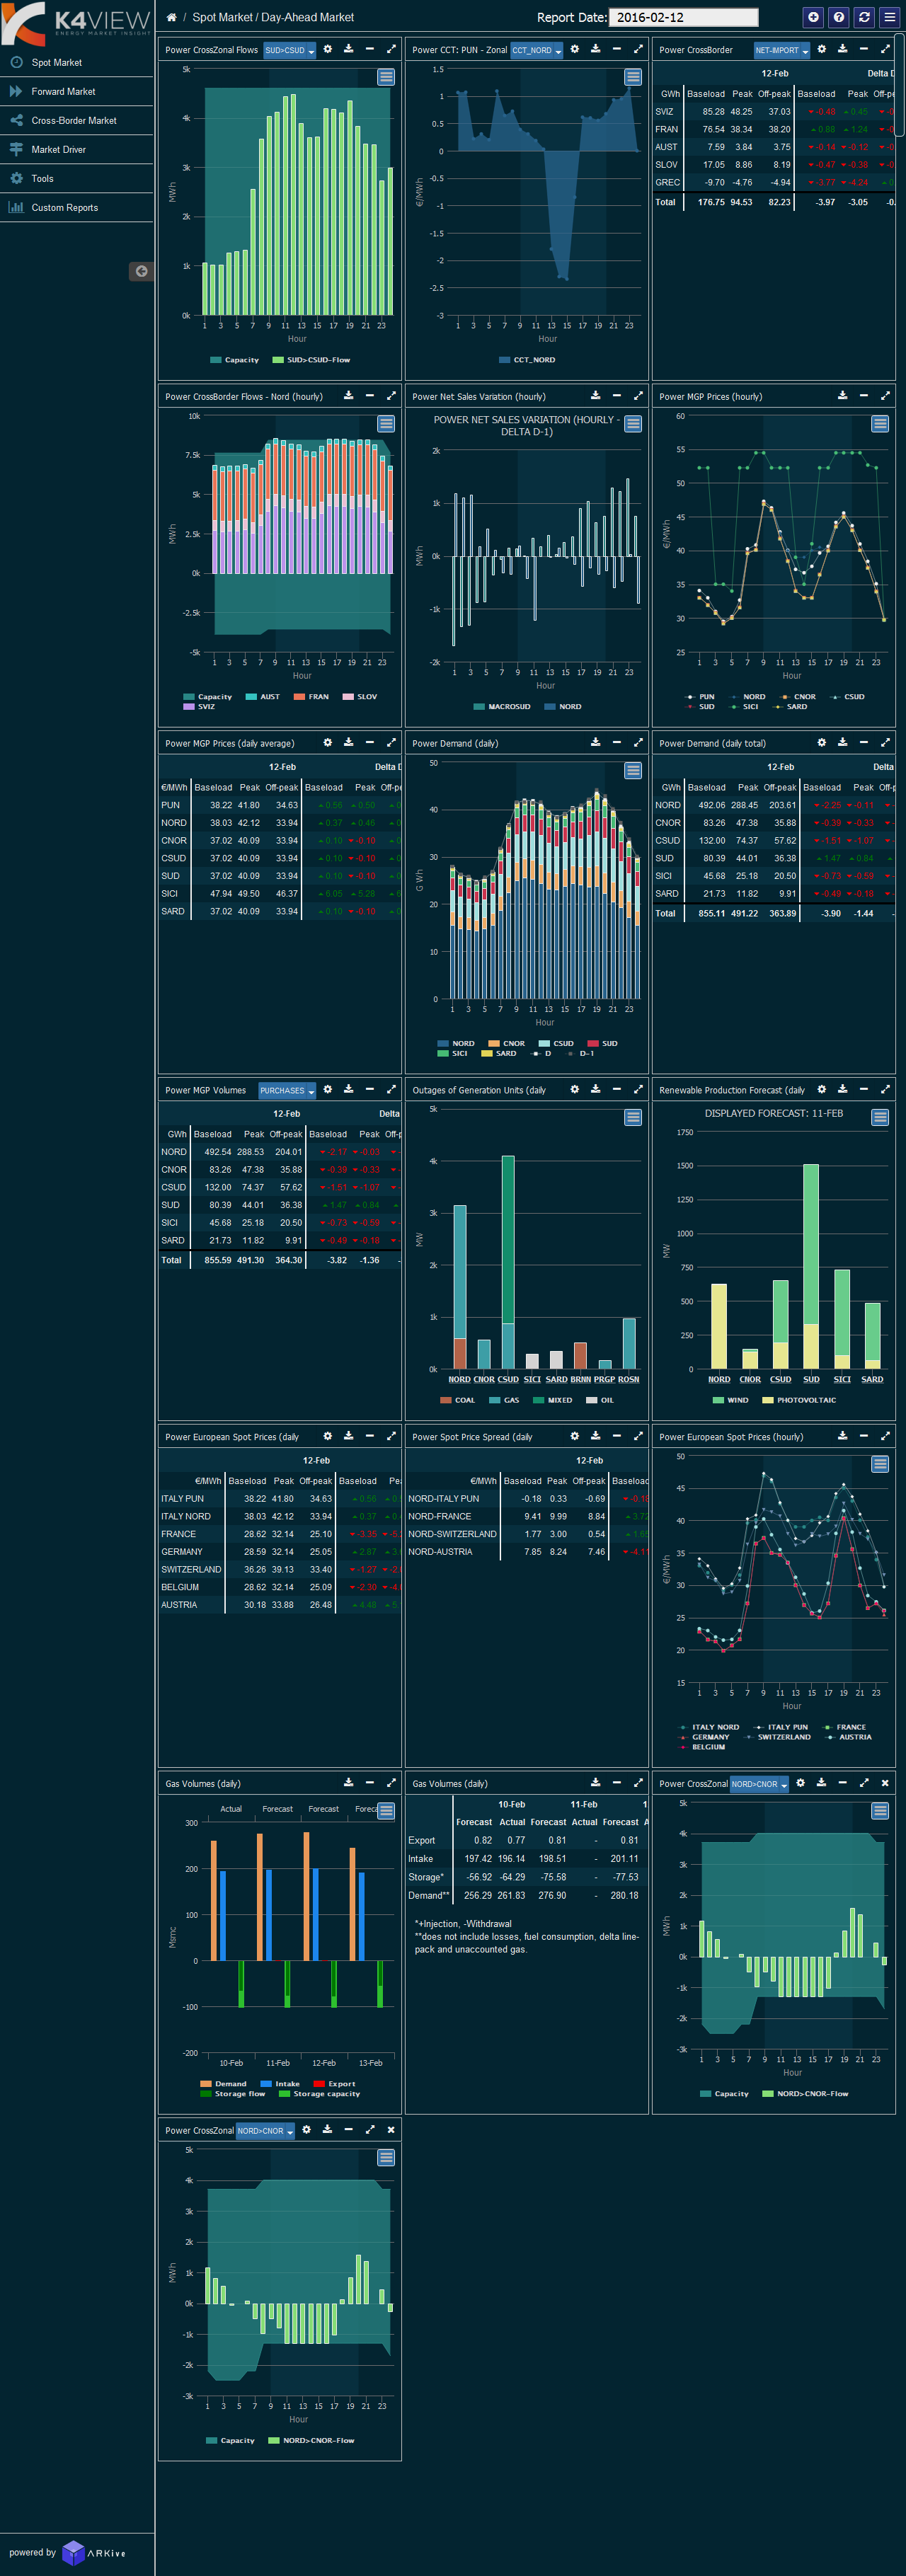 K4VIEW
ENERGY MARKET INSIGHT
Spot Market
Forward Market
Cross-Border Market
Market Driver
Tools
Custom Reports
/ Spot Market / Day-Ahead Market
Report Date: 2016-02-12
Power CrossZonal Flows SUD>CSUD
5k
4k
3k
2k
1k
0k
MWh
1 3 5 7 9 11 13 15 17 19 21 23
Hour
Capacity SUD>CSUD-Flow
Power CCT: PUN - Zonal CCT_NORD
1.5
1
0.5
0
-0.5
-1
-1.5
-2
-2.5
-3
€/MWh
1 3 5 7 9 11 13 15 17 19 21 23
Hour
CCT_NORD
Power CrossBorder NET-IMPORT
12-Feb Delta D
GWh Baseload Peak Off-peak Baseload Peak Off-pe
SVIZ 85.28 48.25 37.03 -0.48 0.45
FRAN 76.54 38.34 38.20 0.88 1.24
AUST 7.59 3.84 3.75 -0.14 -0.12
SLOV 17.05 8.86 8.19 -0.47 -0.38
GREC -9.70 -4.76 -4.94 -3.77 -4.24
Total 176.75 94.53 82.23 -3.97 -3.05 -0.
Power CrossBorder Flows - Nord (hourly)
10k
7.5k
5k
2.5k
0k
-2.5k
-5k
MWh
1 3 5 7 9 11 13 15 17 19 21 23
Hour
Capacity AUST FRAN SLOV
SVIZ
Power Net Sales Variation (hourly)
POWER NET SALES VARIATION (HOURLY -
DELTA D-1)
2k
1k
0k
-1k
-2k
MWh
1 3 5 7 9 11 13 15 17 19 21 23
Hour
MACROSUD NORD
Power MGP Prices (hourly)
60
55
50
45
40
35
30
25
€/MWh
1 3 5 7 9 11 13 15 17 19 21 23
Hour
PUN NORD CNOR CSUD
SUD SICI SARD
Power MGP Prices (daily average)
12-Feb Delta D
€/MWh Baseload Peak Off-peak Baseload Peak Off-
PUN 38.22 41.80 34.63 0.56 0.50
NORD 38.03 42.12 33.94 0.37 0.46
CNOR 37.02 40.09 33.94 0.10 -0.10
CSUD 37.02 40.09 33.94 0.10 -0.10
SUD 37.02 40.09 33.94 0.10 -0.10
SICI 47.94 49.50 46.37 6.05 5.28
SARD 37.02 40.09 33.94 0.10 -0.10
Power Demand (daily)
50
40
30
20
10
0
G Wh
1 3 5 7 9 11 13 15 17 19 21 23
Hour
NORD CNOR CSUD SUD
SICI SARD D D-1
Power Demand (daily total)
12-Feb Delta
GWh Baseload Peak Off-peak Baseload Peak Off-
NORD 492.06 288.45 203.61 -2.25 -0.11
CNOR 83.26 47.38 35.88 -0.39 -0.33
CSUD 132.00 74.37 57.62 -1.51 -1.07
SUD 80.39 44.01 36.38 1.47 0.84
SICI 45.68 25.18 20.50 -0.73 -0.59
SARD 21.73 11.82 9.91 -0.49 -0.18
Total 855.11 491.22 363.89 -3.90 -1.44 -
Power MGP Volumes PURCHASES
12-Feb Delta
GWh Baseload Peak Off-peak Baseload Peak Off-p
NORD 492.54 288.53 204.01 -2.17 -0.03
CNOR 83.26 47.38 35.88 -0.39 -0.33
CSUD 132.00 74.37 57.62 -1.51 -1.07
SUD 80.39 44.01 36.38 1.47 0.84
SICI 45.68 25.18 20.50 -0.73 -0.59
SARD 21.73 11.82 9.91 -0.49 -0.18
Total 855.59 491.30 364.30 -3.82 -1.36 -
Outages of Generation Units (daily
5k
4k
3k
2k
1k
0k
MW
NORD CNOR CSUD SICI SARD BRNN PRGP ROSN
COAL GAS MIXED OIL
Renewable Production Forecast (daily
DISPLAYED FORECAST: 11-FEB
1750
1500
1250
1000
750
500
250
0
MW
NORD CNOR CSUD SUD SICI SARD
WIND PHOTOVOLTAIC
Power European Spot Prices (daily
12-Feb
€/MWh Baseload Peak Off-peak Baseload Pea
ITALY PUN 38.22 41.80 34.63 0.56
ITALY NORD 38.03 42.12 33.94 0.37
FRANCE 28.62 32.14 25.10 -3.35
GERMANY 28.59 32.14 25.05 2.87
SWITZERLAND 36.26 39.13 33.40 -1.27
BELGIUM 28.62 32.14 25.09 -2.30
AUSTRIA 30.18 33.88 26.48 4.48
Power Spot Price Spread (daily
12-Feb
€/MWh Baseload Peak Off-peak Baseload
NORD-ITALY PUN -0.18 0.33 -0.69
NORD-FRANCE 9.41 9.99 8.84 3.72
NORD-SWITZERLAND 1.77 3.00 0.54
NORD-AUSTRIA 7.85 8.24 7.46 -4.11
Power European Spot Prices (hourly)
50
45
40
35
30
25
20
15
€/MWh
1 3 5 7 9 11 13 15 17 19 21 23
Hour
ITALY NORD ITALY PUN FRANCE
GERMANY SWITZERLAND AUSTRIA
BELGIUM
Gas Volumes (daily)
Actual Forecast Forecast Foreca
300
200
100
0
-100
-200
Msmc
10-Feb 11-Feb 12-Feb 13-Feb
Demand Intake Export
Storage flow Storage capacity
Gas Volumes (daily)
10-Feb 11-Feb 1
Forecast Actual Forecast Actual Forecast A
Export 0.82 0.77 0.81 - 0.81
Intake 197.42 196.14 198.51 - 201.11
Storage* -56.92 -64.29 -75.58 - -77.53
Demand** 256.29 261.83 276.90 - 280.18
*+Injection, -Withdrawal
**does not include losses, fuel consumption, delta line-
pack and unaccounted gas.
Power CrossZonal NORD>CNOR
5k
4k
3k
2k
1k
0k
-1k
-2k
-3k
MWh
1 3 5 7 9 11 13 15 17 19 21 23
Hour
Capacity NORD>CNOR-Flow
Power CrossZonal NORD>CNOR
5k
4k
3k
2k
1k
0k
-1k
-2k
-3k
MWh
1 3 5 7 9 11 13 15 17 19 21 23
Hour
Capacity NORD>CNOR-Flow
powered by ARKive